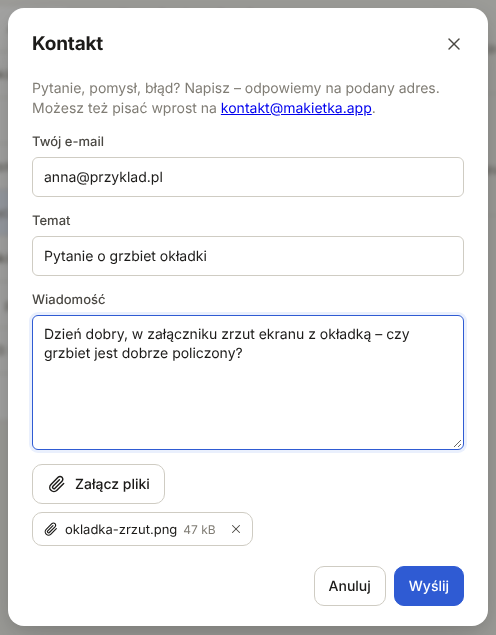 Kontakt
Pytanie, pomysł, błąd? Napisz – odpowiemy na podany adres.
Możesz też pisać wprost na kontakt@makietka.app.
Twój e-mail
anna@przyklad.pl
Temat
Pytanie o grzbiet okładki
Wiadomość
Dzień dobry, w załączniku zrzut ekranu z okładką – czy
grzbiet jest dobrze policzony?
Załącz pliki
okladka-zrzut.png 47 kB
Anuluj
Wyślij